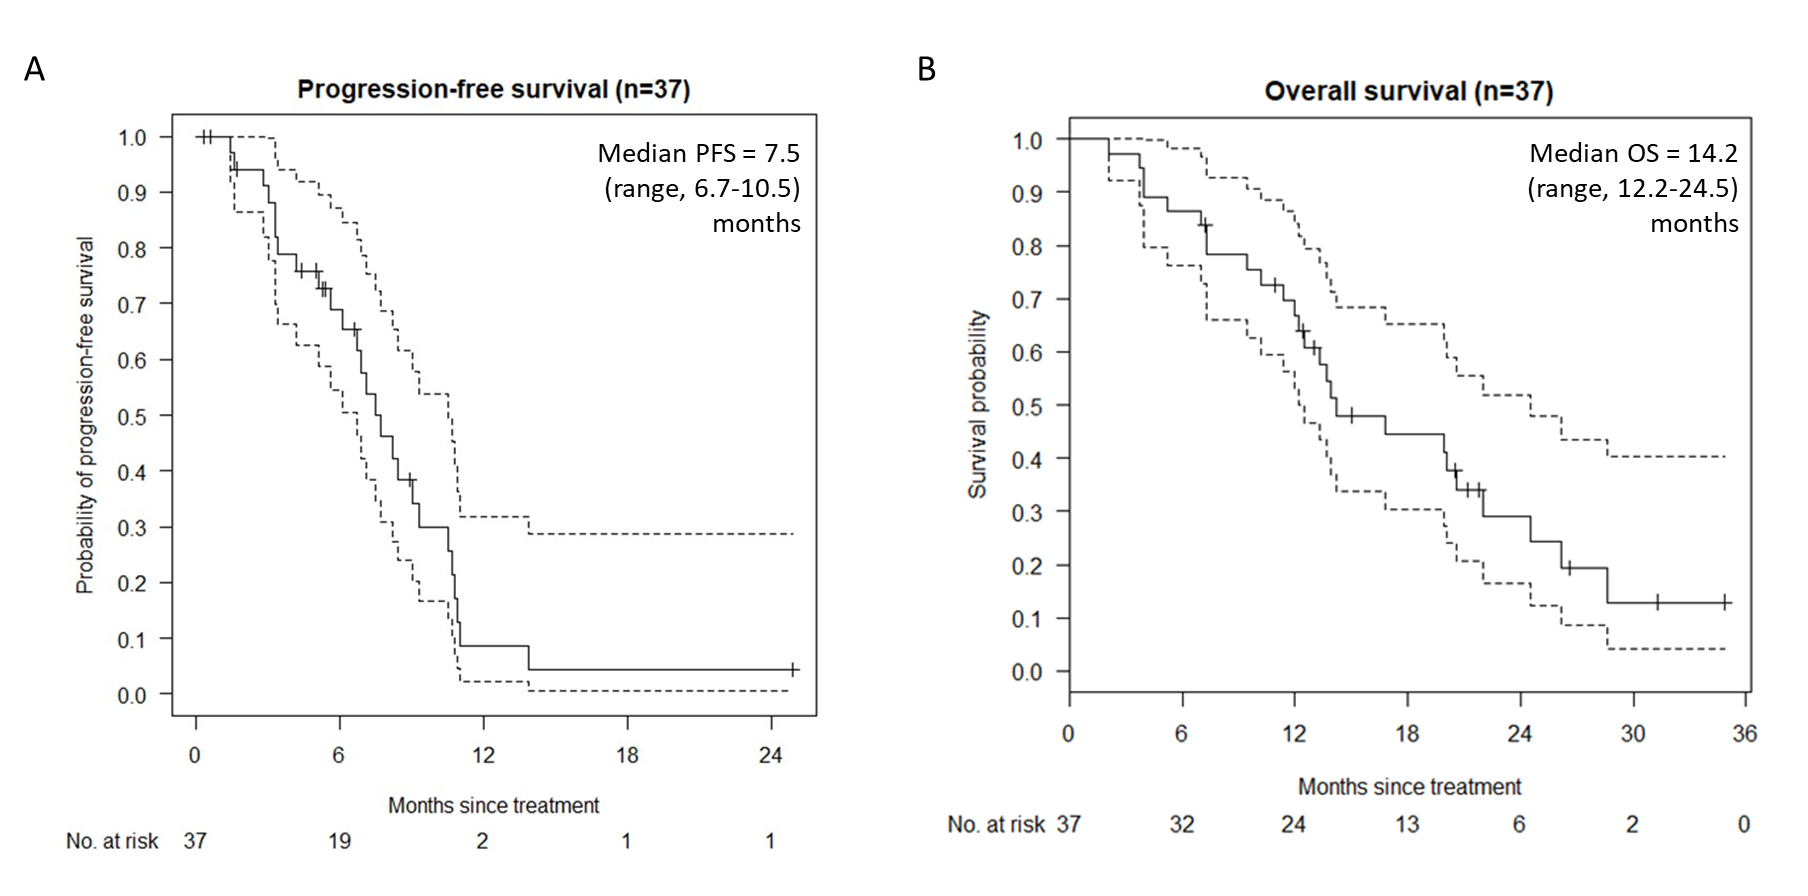 A
Progression-free survival (n=37)
Median PFS = 7.5
(range, 6.7-10.5)
months
Probability of progression-free survival
1.0
0.9
0.8
0.7
0.6
0.5
0.4
0.3
0.2
0.1
0.0
0 6 12 18 24
Months since treatment
No. at risk 37 19 2 1 1
B
Overall survival (n=37)
Median OS = 14.2
(range, 12.2-24.5)
months
Survival probability
1.0
0.9
0.8
0.7
0.6
0.5
0.4
0.3
0.2
0.1
0.0
0 6 12 18 24 30 36
Months since treatment
No. at risk 37 32 24 13 6 2 0